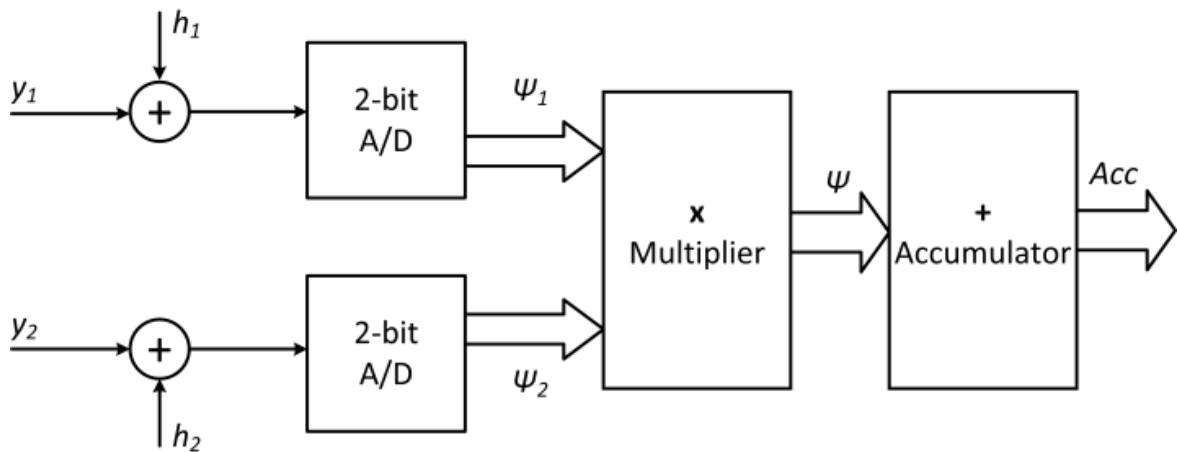 h1
y1
+
2-bit
A/D
Ψ1
x
Multiplier
Ψ
+
Accumulator
Acc
y2
+
2-bit
A/D
Ψ2
h2